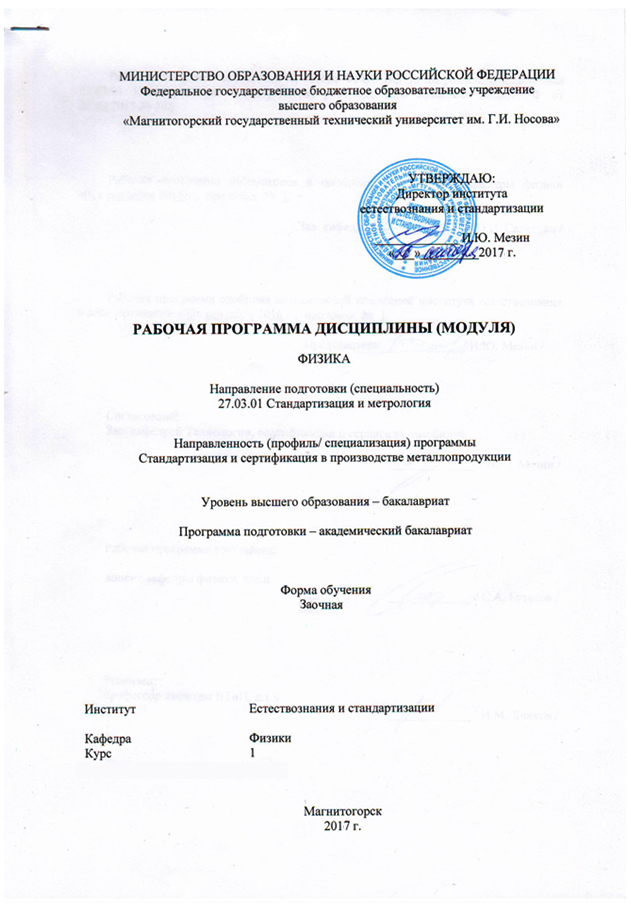 МИНИСТЕРСТВО ОБРАЗОВАНИЯ И НАУКИ РОССИЙСКОЙ ФЕДЕРАЦИИ
Федеральное государственное бюджетное образовательное учреждение
высшего образования
«Магнитогорский государственный технический университет им. Г.И. Носова»
УТВЕРЖДАЮ:
Директор института
естествознания и стандартизации
И.Ю. Мезин
2017 г.
РАБОЧАЯ ПРОГРАММА ДИСЦИПЛИНЫ (МОДУЛЯ)
ФИЗИКА
Направление подготовки (специальность)
27.03.01 Стандартизация и метрология
Направленность (профиль/ специализация) программы
Стандартизация и сертификация в производстве металлопродукции
Уровень высшего образования – бакалавриат
Программа подготовки – академический бакалавриат
Форма обучения
Заочная
Институт Естествознания и стандартизации
Кафедра Физики
Курс 1
Магнитогорск
2017 г.